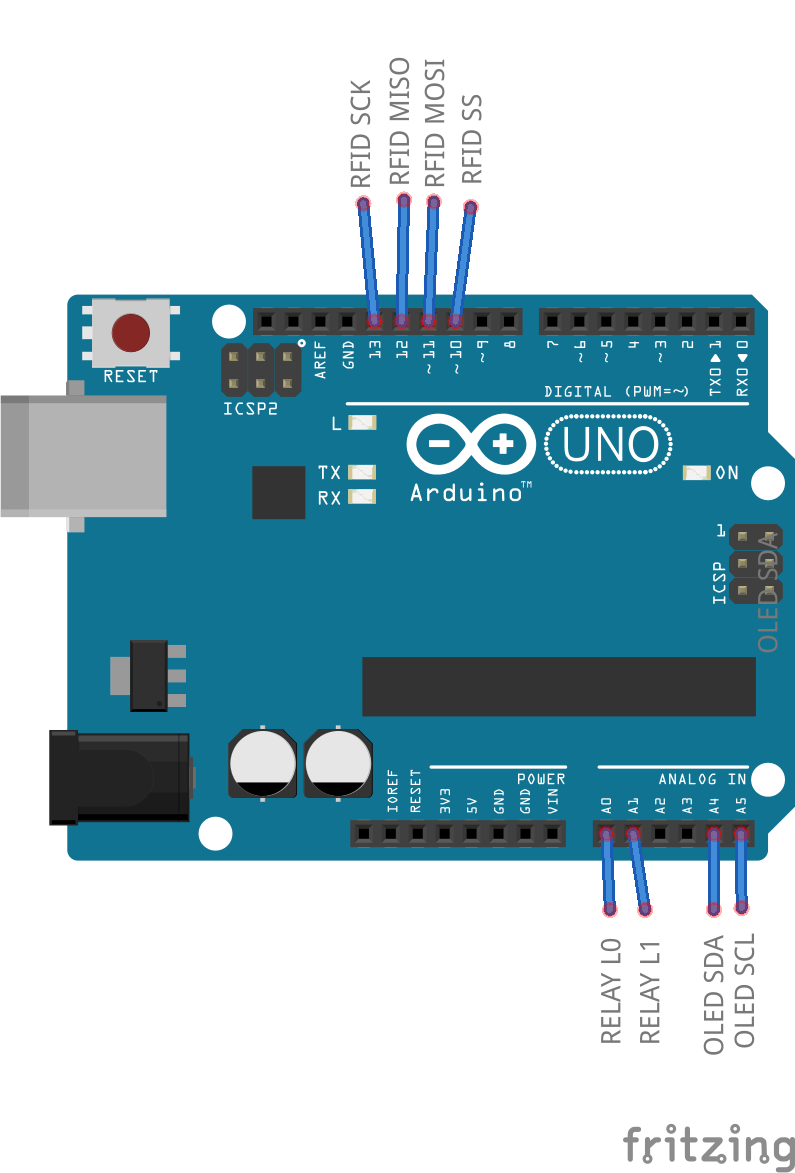 RFID SCK
RFID MISO
RFID MOSI
RFID SS
RESET
ICSP2
AREF
GND
13
12
~11
~10
~9
8
7
~6
~5
4
~3
2
TX0▶1
RX0◀0
DIGITAL (PWM=~)
L
TX
RX
Arduino™
UNO
ON
1
ICSP
OLED SDA
IOREF
RESET
3V3
5V
GND
GND
VIN
POWER
ANALOG IN
A0
A1
A2
A3
A4
A5
RELAY L0
RELAY L1
OLED SDA
OLED SCL
fritzing